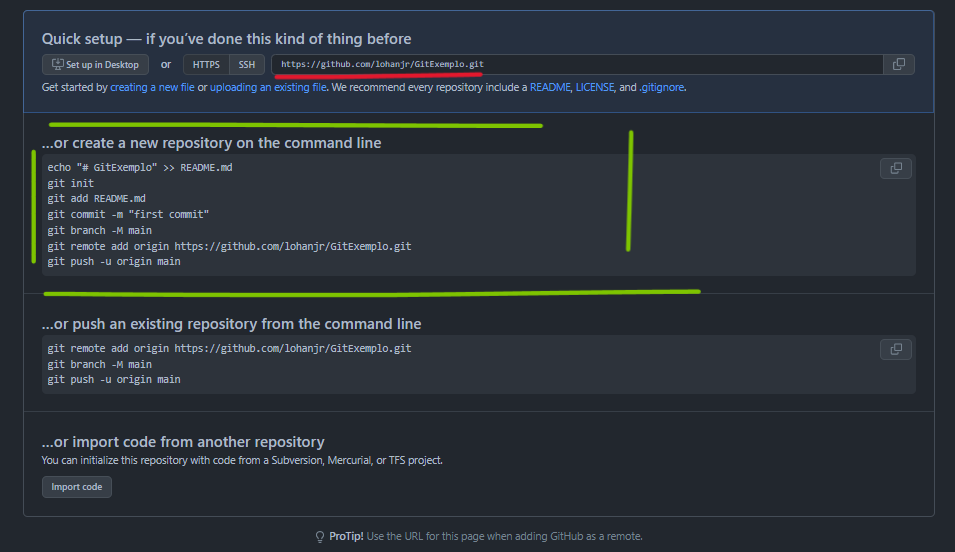 Quick setup — if you’ve done this kind of thing before
Set up in Desktop or HTTPS SSH https://github.com/lohanjr/GitExemplo.git
Get started by creating a new file or uploading an existing file. We recommend every repository include a README, LICENSE, and .gitignore.
…or create a new repository on the command line
echo "# GitExemplo" >> README.md
git init
git add README.md
git commit -m "first commit"
git branch -M main
git remote add origin https://github.com/lohanjr/GitExemplo.git
git push -u origin main
…or push an existing repository from the command line
git remote add origin https://github.com/lohanjr/GitExemplo.git
git branch -M main
git push -u origin main
…or import code from another repository
You can initialize this repository with code from a Subversion, Mercurial, or TFS project.
Import code
ProTip! Use the URL for this page when adding GitHub as a remote.